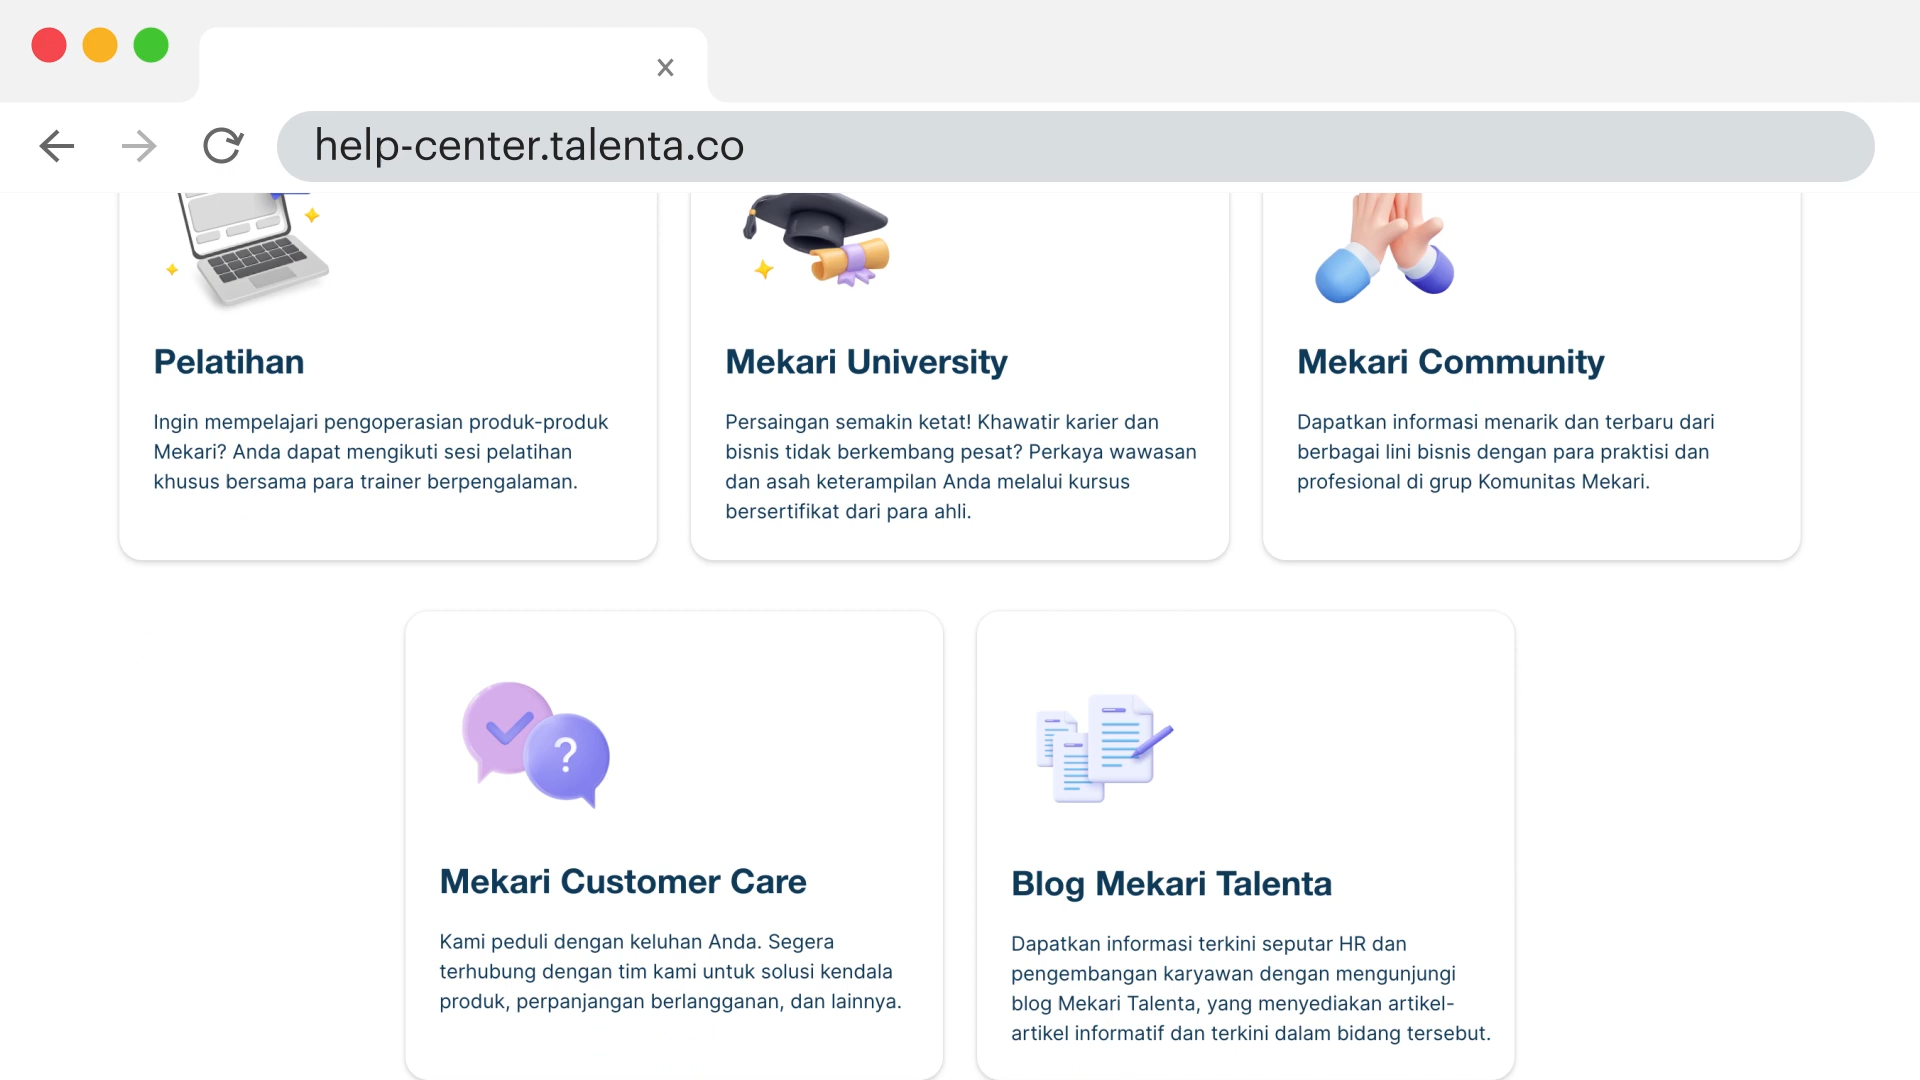 help-center.talenta.co
Pelatihan
Ingin mempelajari pengoperasian produk-produk
Mekari? Anda dapat mengikuti sesi pelatihan
khusus bersama para trainer berpengalaman.
Mekari University
Persaingan semakin ketat! Khawatir karier dan
bisnis tidak berkembang pesat? Perkaya wawasan
dan asah keterampilan Anda melalui kursus
bersertifikat dari para ahli.
Mekari Community
Dapatkan informasi menarik dan terbaru dari
berbagai lini bisnis dengan para praktisi dan
profesional di grup Komunitas Mekari.
?
Mekari Customer Care
Kami peduli dengan keluhan Anda. Segera
terhubung dengan tim kami untuk solusi kendala
produk, perpanjangan berlangganan, dan lainnya.
Blog Mekari Talenta
Dapatkan informasi terkini seputar HR dan
pengembangan karyawan dengan mengunjungi
blog Mekari Talenta, yang menyediakan artikel-
artikel informatif dan terkini dalam bidang tersebut.